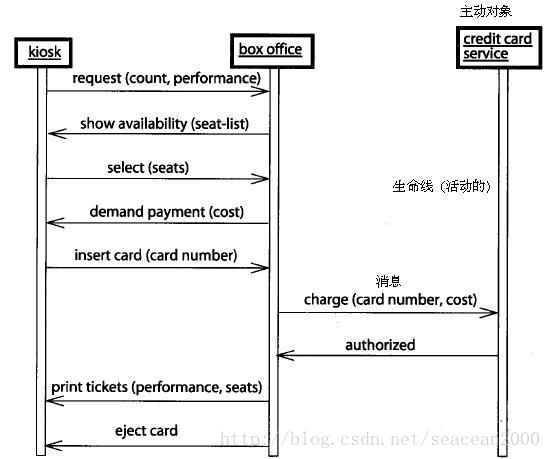 主动对象
kiosk
box office
credit card
service
request (count, performance)
show availability (seat-list)
select (seats)
生命线 (活动的)
demand payment (cost)
insert card (card number)
消息
charge (card number, cost)
authorized
print tickets (performance, seats)
eject card
http://blog.csdn.net/seacean2000